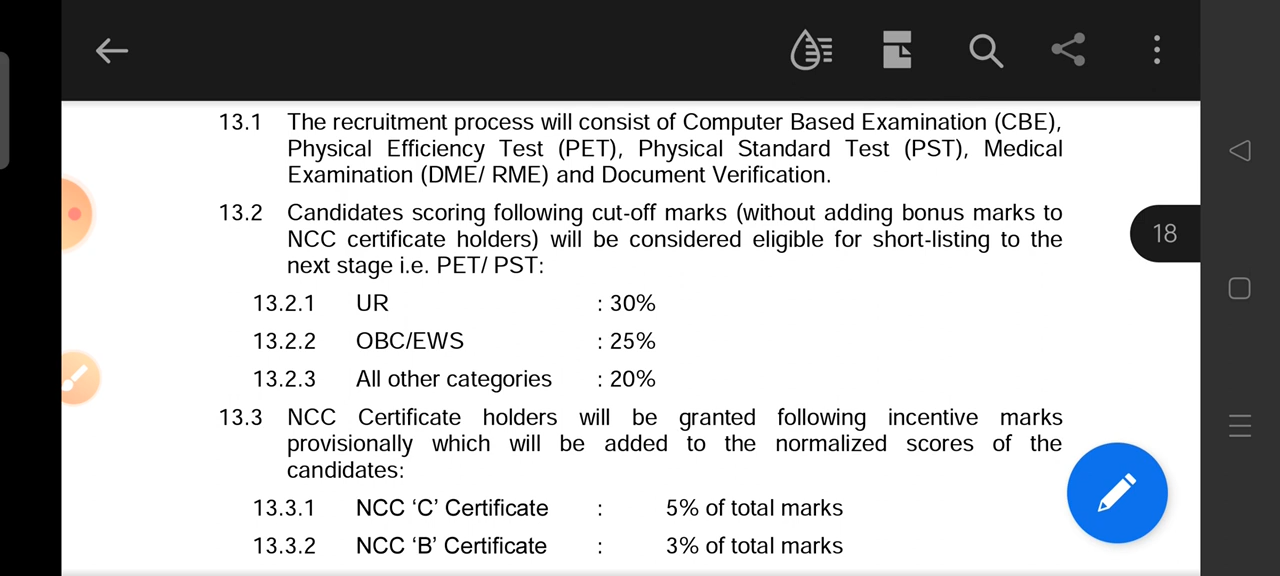 13.1 The recruitment process will consist of Computer Based Examination (CBE),
Physical Efficiency Test (PET), Physical Standard Test (PST), Medical
Examination (DME/ RME) and Document Verification.
13.2 Candidates scoring following cut-off marks (without adding bonus marks to
NCC certificate holders) will be considered eligible for short-listing to the
next stage i.e. PET/ PST:
18
13.2.1 UR : 30%
13.2.2 OBC/EWS : 25%
13.2.3 All other categories : 20%
13.3 NCC Certificate holders will be granted following incentive marks
provisionally which will be added to the normalized scores of the
candidates:
13.3.1 NCC ‘C’ Certificate : 5% of total marks
13.3.2 NCC ‘B’ Certificate : 3% of total marks